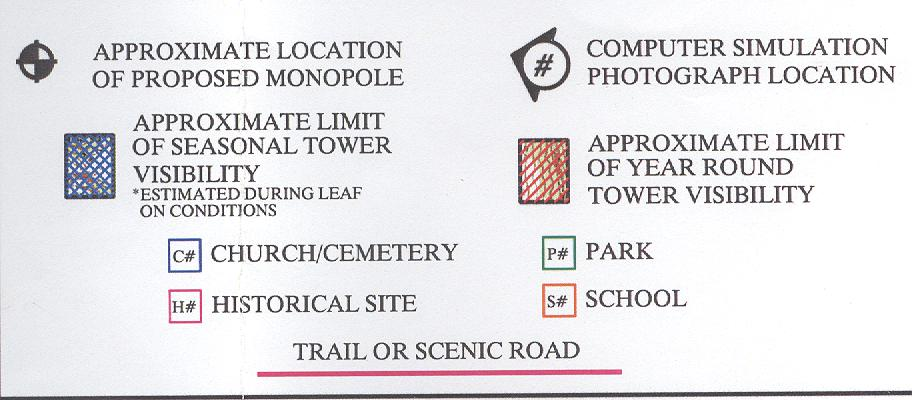 APPROXIMATE LOCATION
OF PROPOSED MONOPOLE
#
COMPUTER SIMULATION
PHOTOGRAPH LOCATION
APPROXIMATE LIMIT
OF SEASONAL TOWER
VISIBILITY
*ESTIMATED DURING LEAF
ON CONDITIONS
APPROXIMATE LIMIT
OF YEAR ROUND
TOWER VISIBILITY
C# CHURCH/CEMETERY
P# PARK
H# HISTORICAL SITE
S# SCHOOL
TRAIL OR SCENIC ROAD